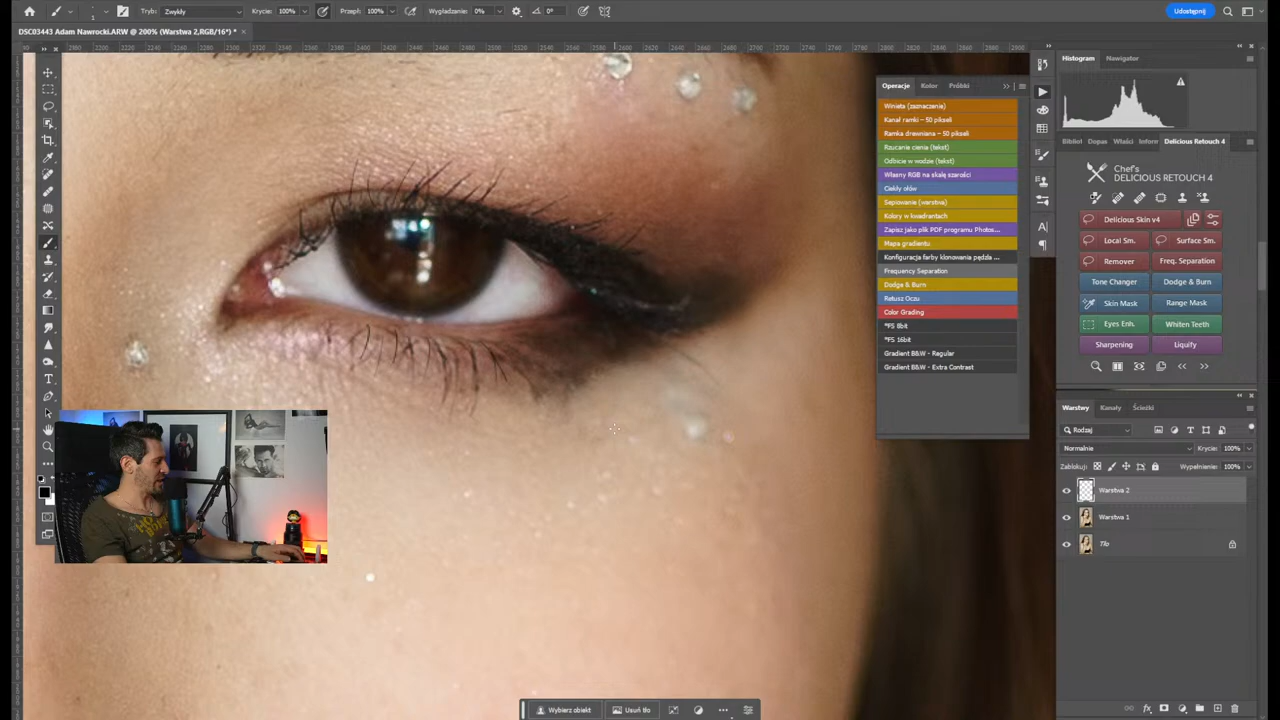 Tryb:
Zwykły
Krycie: 100%
Przepł: 100%
Wygładzanie: 0%
0°
Udostępnij
DSC03443 Adam Nawrocki.ARW @ 200% (Warstwa 2,RGB/16*) *
Operacje
Kolor
Próbki
Winieta (zaznaczenia)
Kanał ramki – 50 pikseli
Ramka drewniana – 50 pikseli
Rzucanie cienia (tekst)
Odbicie w wodzie (tekst)
Własny RGB na skalę szarości
Ciekły ołów
Sepiowanie (warstwa)
Kolory w kwadrantach
Zapisz jako plik PDF programu Photos...
Mapa gradientu
Konfiguracja farby klonowania pędzla ...
Frequency Separation
Dodge & Burn
Retusz Oczu
Color Grading
*FS 8bit
*FS 16bit
Gradient B&W - Regular
Gradient B&W - Extra Contrast
Histogram
Nawigator
Bibliot
Dopas
Właści
Inform
Delicious Retouch 4
Chef's
DELICIOUS RETOUCH 4
Delicious Skin v4
Local Sm.
Surface Sm.
Remover
Freq. Separation
Tone Changer
Dodge & Burn
Skin Mask
Range Mask
Eyes Enh.
Whiten Teeth
Sharpening
Liquify
Warstwy
Kanały
Ścieżki
Rodzaj
Normalnie
Krycie: 100%
Zablokuj:
Wypełnienie: 100%
Warstwa 2
Warstwa 1
Tło
Wybierz obiekt
Usuń tło